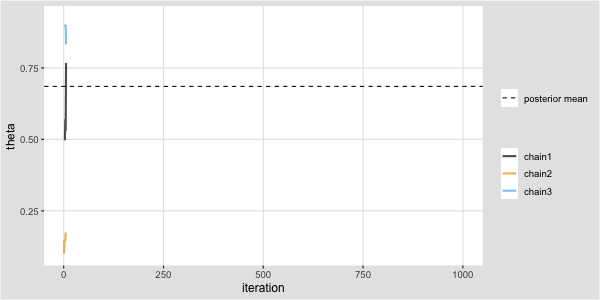 theta
0.75
0.50
0.25
0
250
500
750
1000
iteration
posterior mean
chain1
chain2
chain3